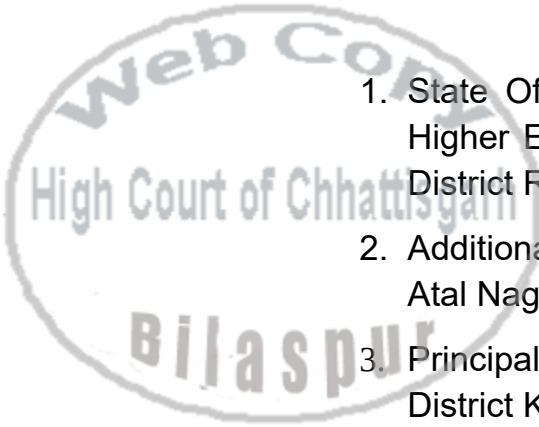 Web Copy
High Court of Chhattisgarh
Bilaspur
1. State Of
Higher E
District R
2. Additiona
Atal Nag
3. Principal
District K